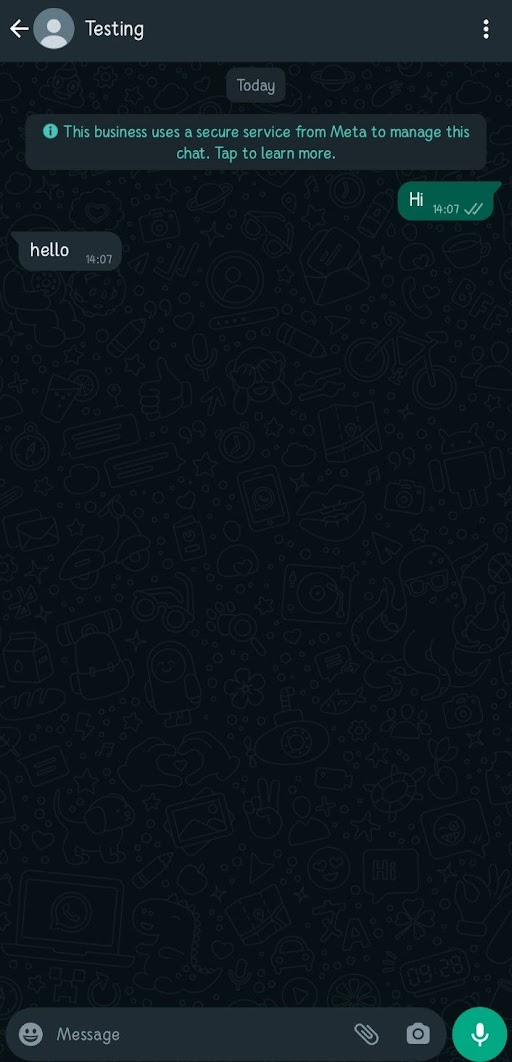 Testing
Today
This business uses a secure service from Meta to manage this
chat. Tap to learn more.
Hi 14:07
hello 14:07
Message